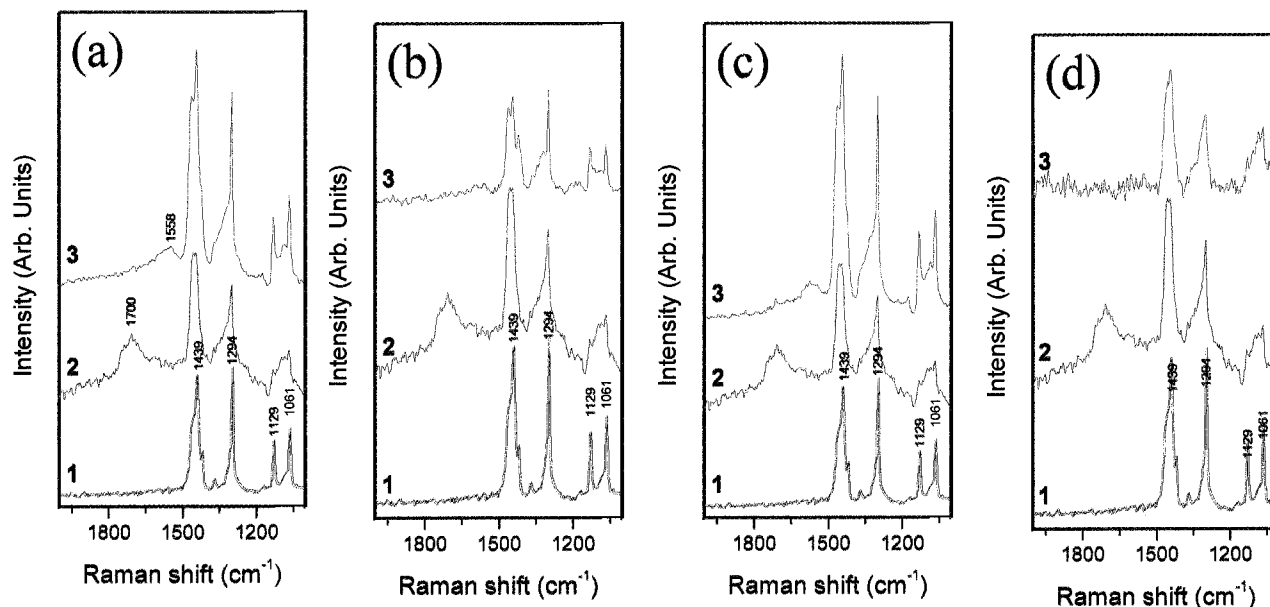 (a)
Intensity (Arb. Units)
3
1558
2
1700
1439
1294
1
1129
1061
1800 1500 1200
Raman shift (cm⁻¹)
(b)
Intensity (Arb. Units)
3
2
1439
1294
1
1129
1061
1800 1500 1200
Raman shift (cm⁻¹)
(c)
Intensity (Arb. Units)
3
2
1439
1294
1
1129
1061
1800 1500 1200
Raman shift (cm⁻¹)
(d)
Intensity (Arb. Units)
3
2
1439
1294
1
1129
1061
1800 1500 1200
Raman shift (cm⁻¹)